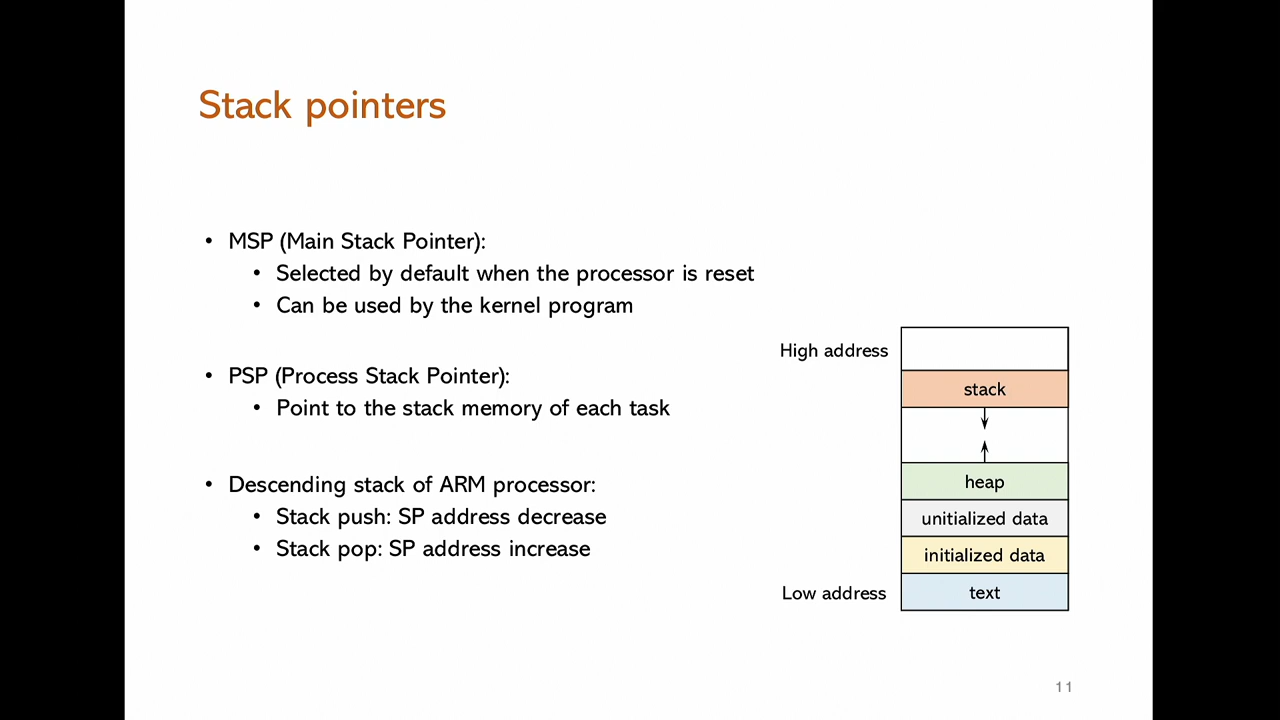 Stack pointers
• MSP (Main Stack Pointer):
• Selected by default when the processor is reset
• Can be used by the kernel program
• PSP (Process Stack Pointer):
• Point to the stack memory of each task
• Descending stack of ARM processor:
• Stack push: SP address decrease
• Stack pop: SP address increase
High address
stack
heap
unitialized data
initialized data
Low address
text
11